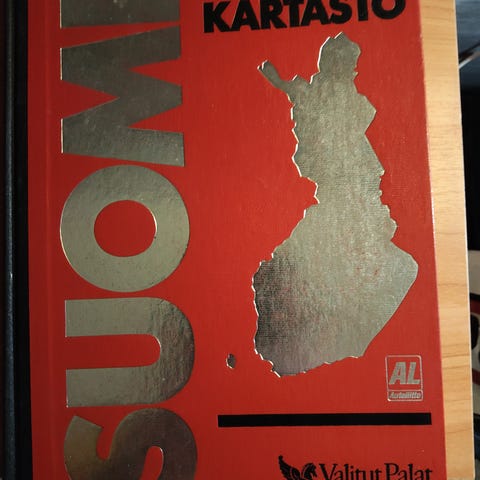 SUOMI
KARTASTO
AL
Autoliitto
Valitut Palat